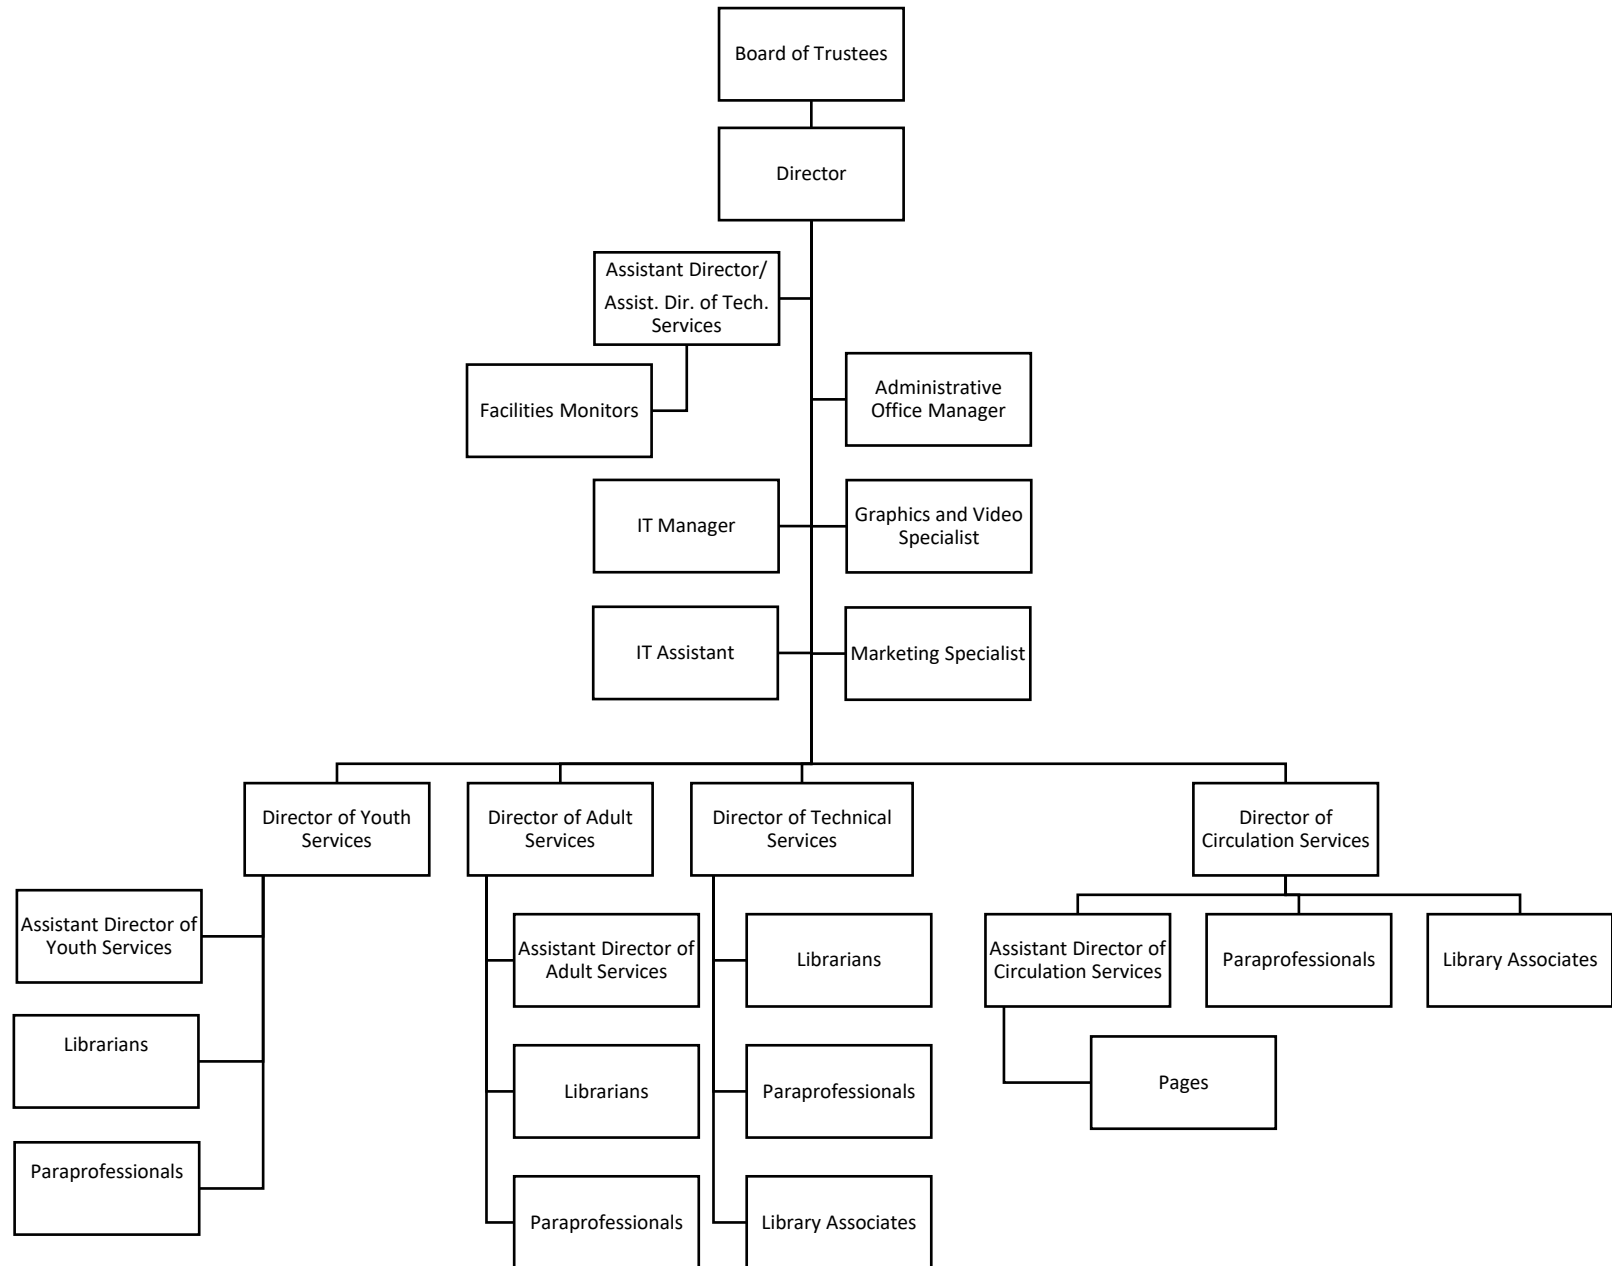 Board of Trustees
Director
Assistant Director/
Assist. Dir. of Tech.
Services
Facilities Monitors
Administrative
Office Manager
IT Manager
Graphics and Video
Specialist
IT Assistant
Marketing Specialist
Director of Youth
Services
Director of Adult
Services
Director of Technical
Services
Director of
Circulation Services
Assistant Director of
Youth Services
Librarians
Paraprofessionals
Assistant Director of
Adult Services
Librarians
Paraprofessionals
Librarians
Paraprofessionals
Library Associates
Assistant Director of
Circulation Services
Paraprofessionals
Library Associates
Pages